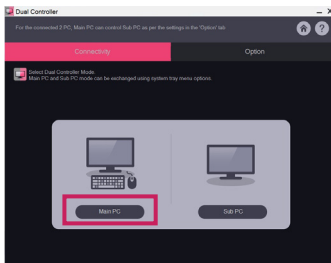 Dual Controller
For the connected 2 PC, Main PC can control Sub PC as per the settings in the 'Option' tab.
Connectivity
Option
Select Dual Controller Mode.
Main PC and Sub PC mode can be exchanged using system tray menu options.
Main PC
Sub PC